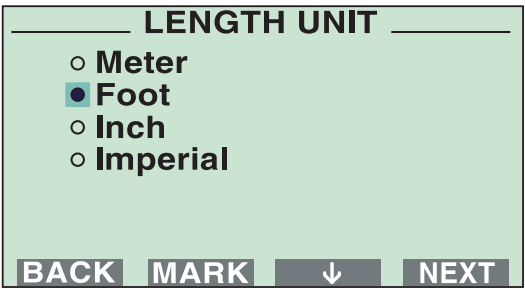 LENGTH UNIT
Meter
Foot
Inch
Imperial
BACK MARK ↓ NEXT